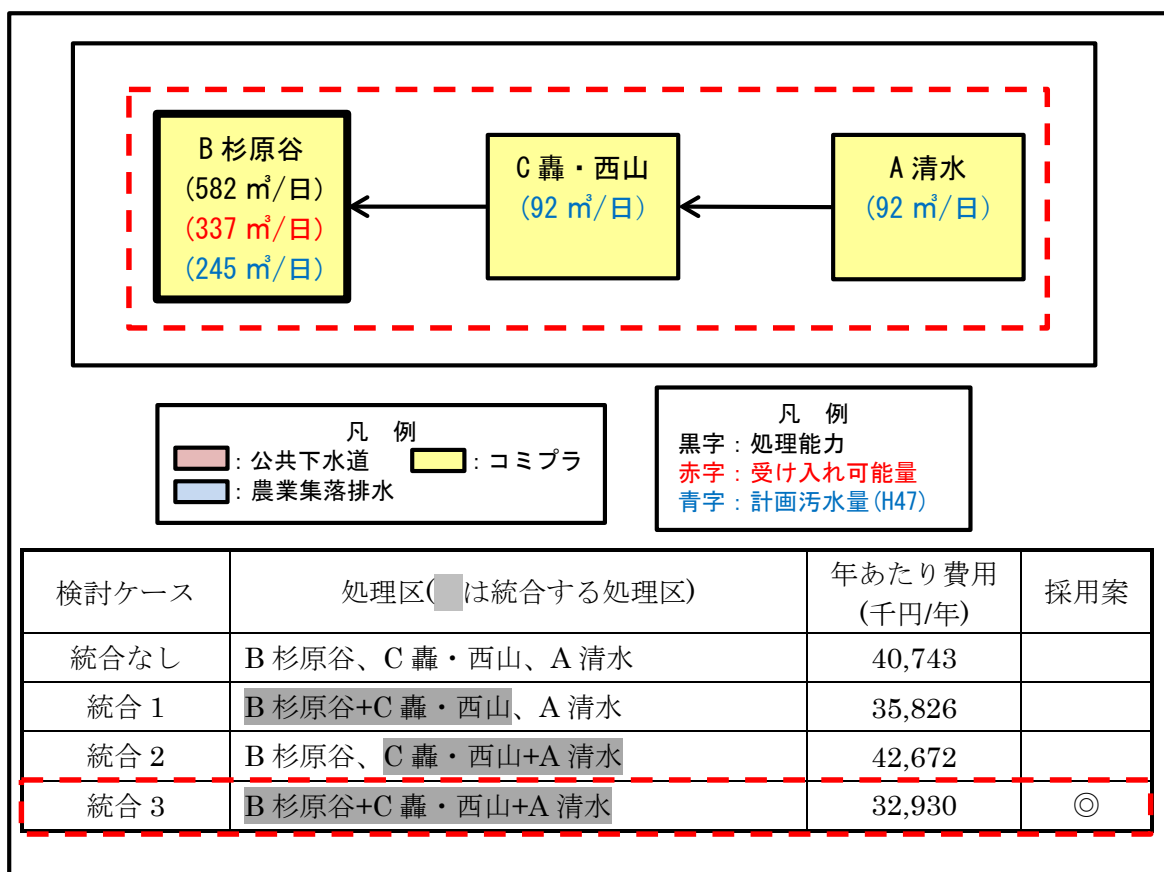 B 杉原谷
(582 ㎥/日)
(337 ㎥/日)
(245 ㎥/日)
C 轟・西山
(92 ㎥/日)
A 清水
(92 ㎥/日)
凡 例
：公共下水道 ：コミプラ
：農業集落排水
凡 例
黒字：処理能力
赤字：受け入れ可能量
青字：計画汚水量(H47)
検討ケース 処理区( は統合する処理区) 年あたり費用 (千円/年) 採用案
統合なし B 杉原谷、C 轟・西山、A 清水 40,743
統合 1 B 杉原谷+C 轟・西山、A 清水 35,826
統合 2 B 杉原谷、C 轟・西山+A 清水 42,672
統合 3 B 杉原谷+C 轟・西山+A 清水 32,930 ◎